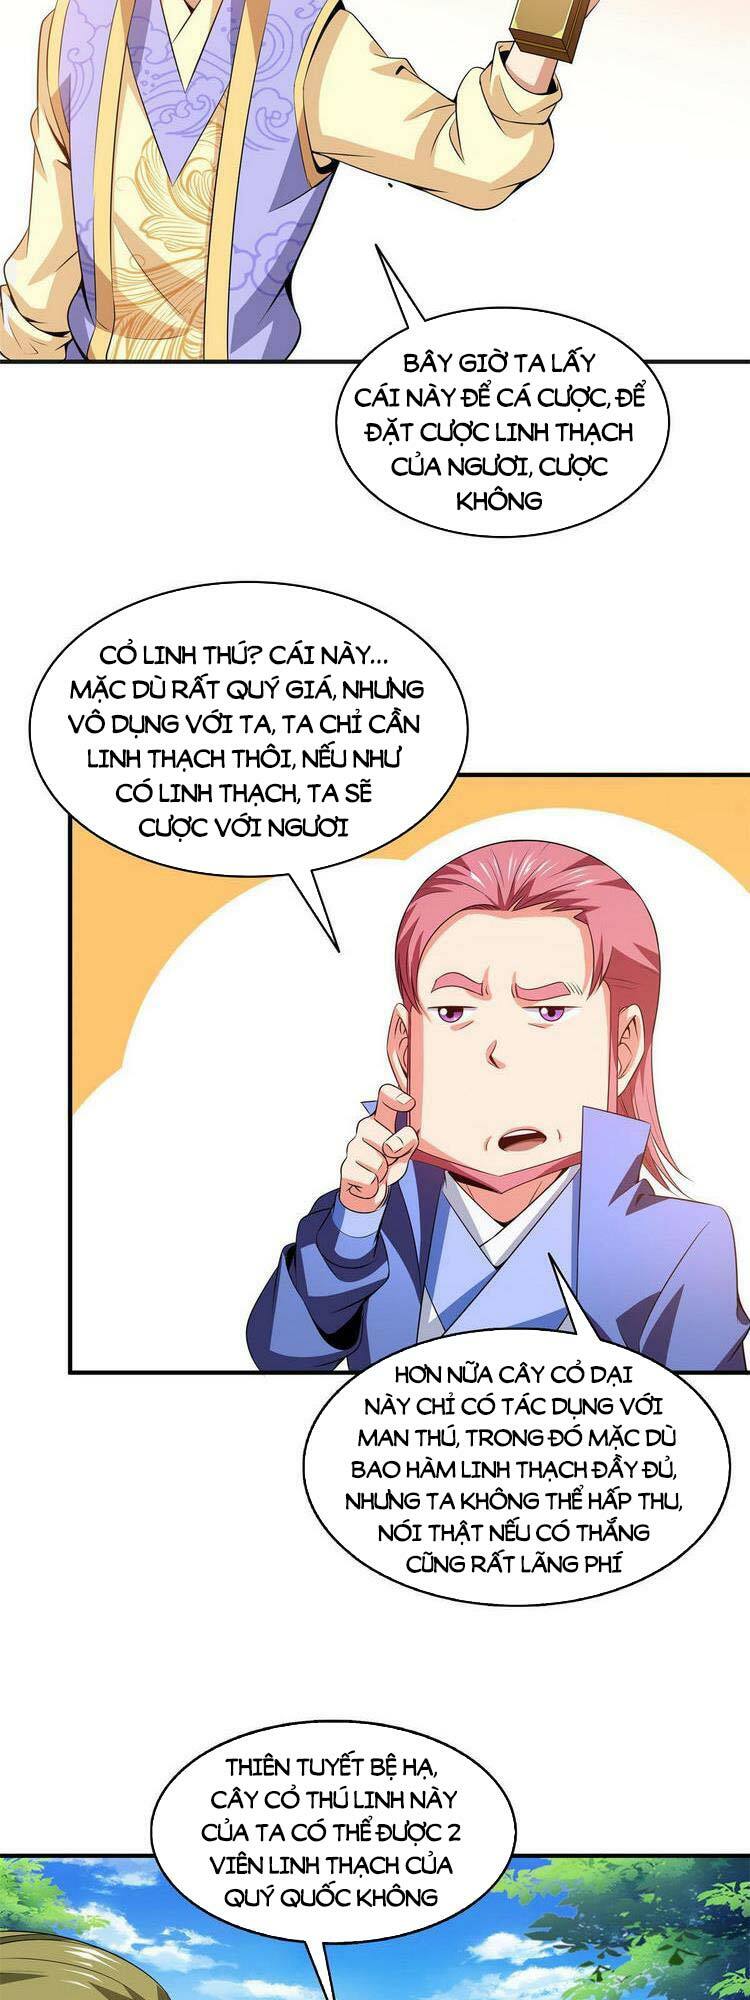 BÂY GIỜ TA LẤY
CÁI NÀY ĐỂ CÁ CƯỢC, ĐỂ
ĐẶT CƯỢC LINH THẠCH
CỦA NGƯƠI, CƯỢC
KHÔNG
CỎ LINH THÚ? CÁI NÀY...
MẶC DÙ RẤT QUÝ GIÁ, NHƯNG
VÔ DỤNG VỚI TA, TA CHỈ CẦN
LINH THẠCH THÔI, NẾU NHƯ
CÓ LINH THẠCH, TA SẼ
CƯỢC VỚI NGƯƠI
HƠN NỮA CÂY CỎ DẠI
NÀY CHỈ CÓ TÁC DỤNG VỚI
MAN THÚ, TRONG ĐÓ MẶC DÙ
BAO HÀM LINH THẠCH ĐẦY ĐỦ,
NHƯNG TA KHÔNG THỂ HẤP THU,
NÓI THẬT NẾU CÓ THẮNG
CŨNG RẤT LÃNG PHÍ
THIÊN TUYẾT BỆ HẠ,
CÂY CỎ THÚ LINH NÀY
CỦA TA CÓ THỂ ĐƯỢC 2
VIÊN LINH THẠCH CỦA
QUÝ QUỐC KHÔNG